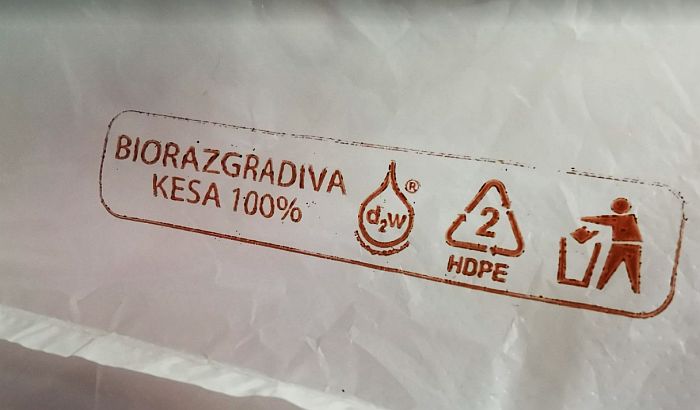 BIORAZGRADIVA
KESA 100%
d₂w
®
2
HDPE